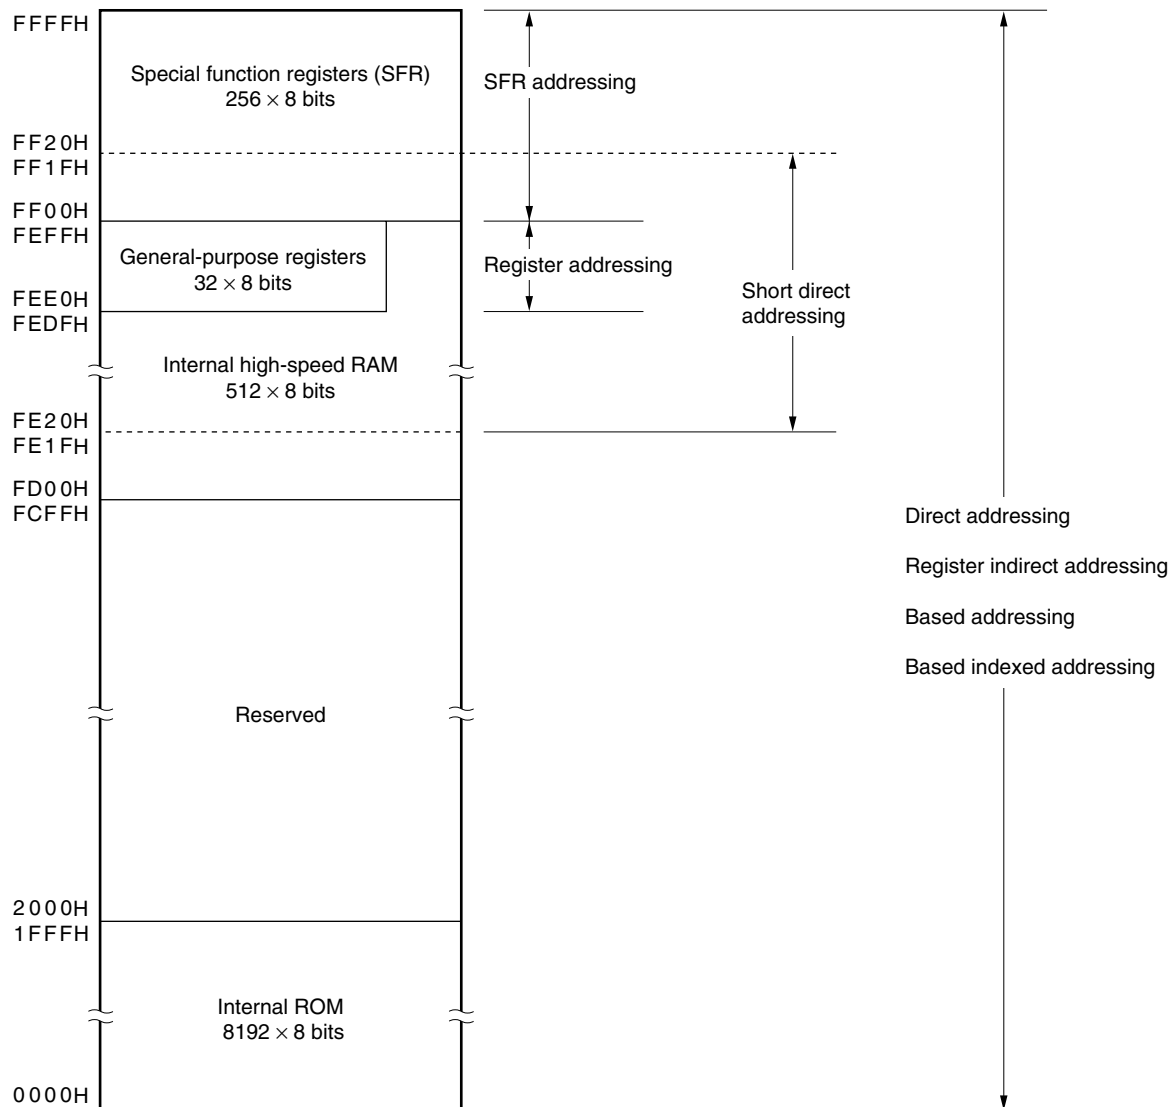 FFFFH
Special function registers (SFR)
256 × 8 bits
SFR addressing
FF20H
FF1FH
FF00H
FEFFH
General-purpose registers
32 × 8 bits
Register addressing
Short direct
addressing
FEE0H
FEDFH
Internal high-speed RAM
512 × 8 bits
FE20H
FE1FH
FD00H
FCFFH
Direct addressing
Register indirect addressing
Based addressing
Based indexed addressing
Reserved
2000H
1FFFH
Internal ROM
8192 × 8 bits
0000H